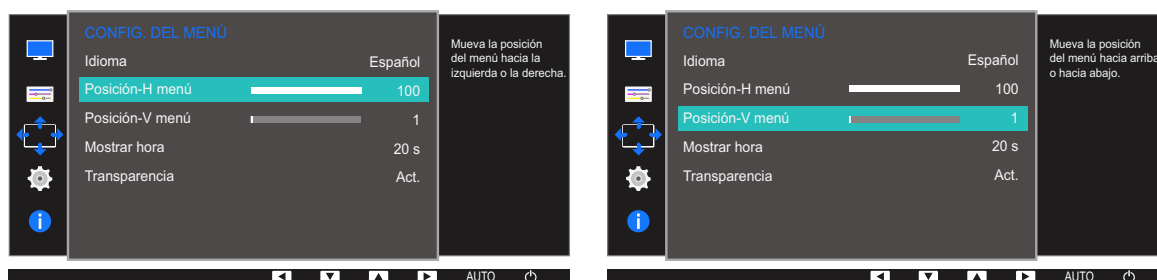 CONFIG. DEL MENÚ
Idioma Español
Posición-H menú 100
Posición-V menú 1
Mostrar hora 20 s
Transparencia Act.
Mueva la posición
del menú hacia la
izquierda o la derecha.
AUTO
CONFIG. DEL MENÚ
Idioma Español
Posición-H menú 100
Posición-V menú 1
Mostrar hora 20 s
Transparencia Act.
Mueva la posición
del menú hacia arriba
o hacia abajo.
AUTO